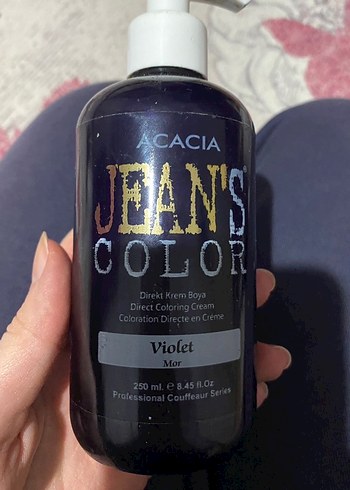 ACACIA
JEAN'S
COLOR
Direkt Krem Boya
Direct Coloring Cream
Coloration Directe en Crème
Violet
Mor
250 ml. ℮ 8.45 fl.Oz
Professional Couffeaur Series